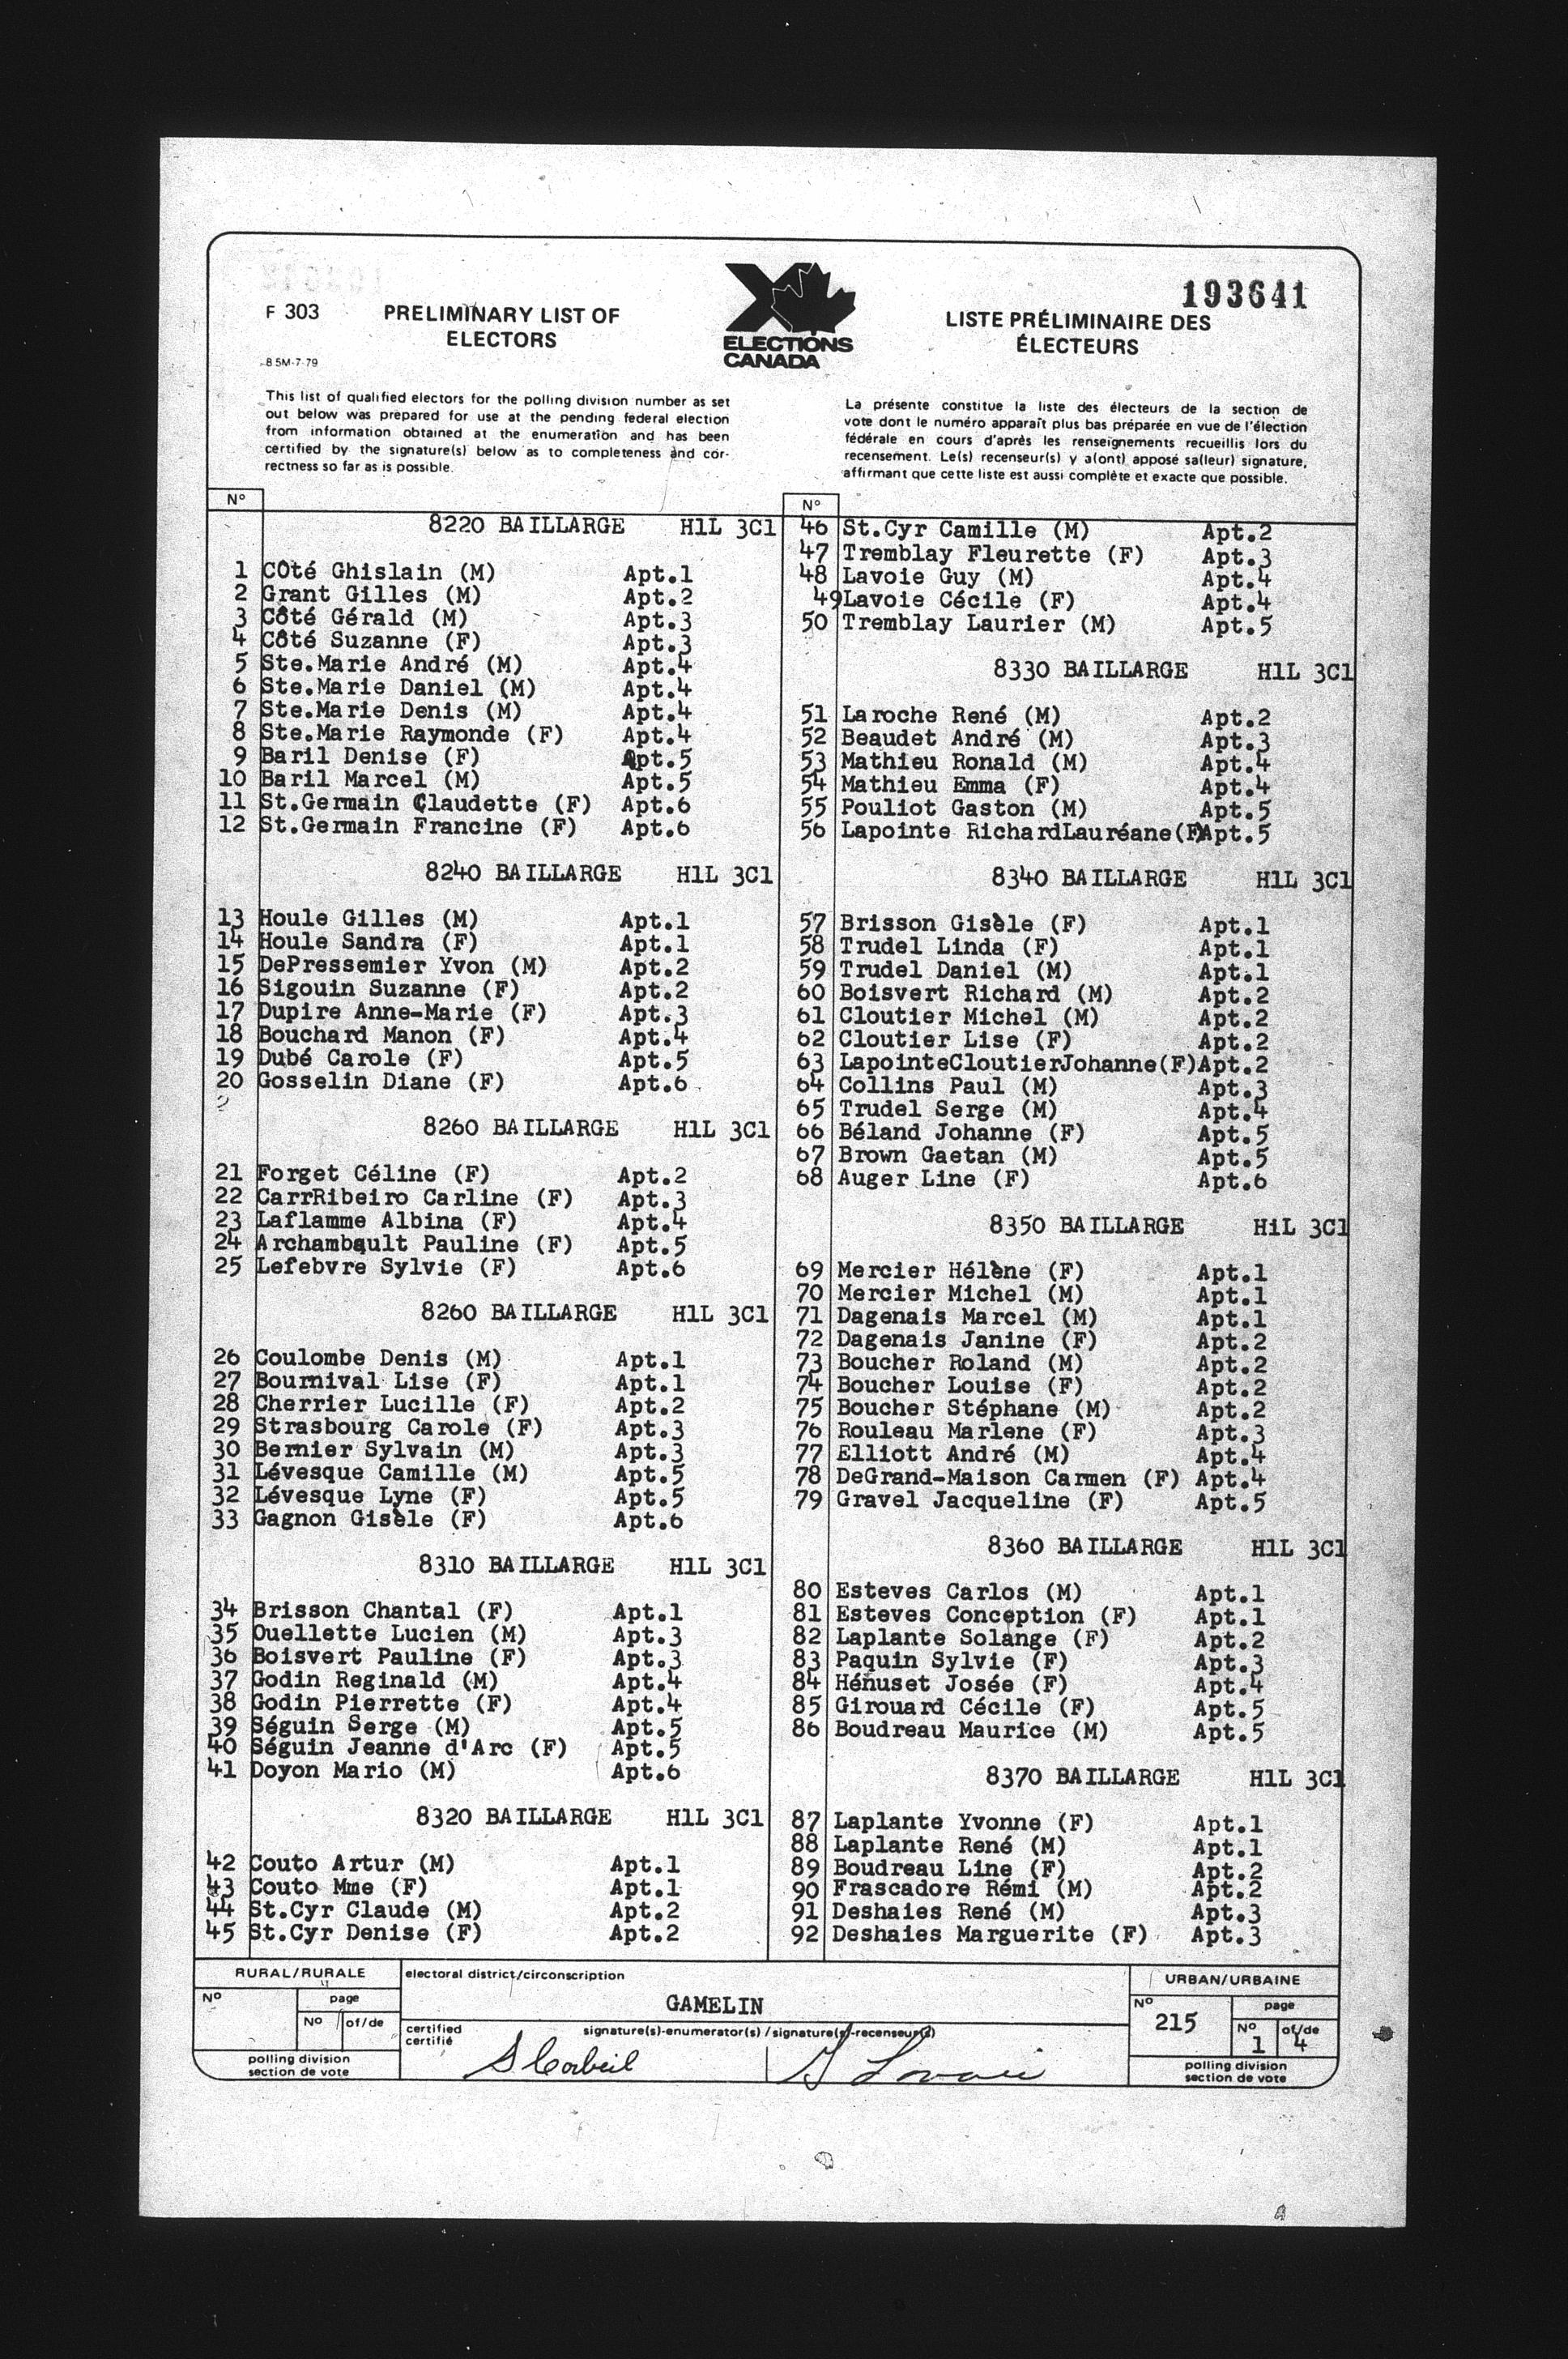 193641
F 303
PRELIMINARY LIST OF
ELECTORS
8.5M-7-79
ELECTIONS
CANADA
LISTE PRÉLIMINAIRE DES
ÉLECTEURS
This list of qualified electors for the polling division number as set
out below was prepared for use at the pending federal election
from information obtained at the enumeration and has been
certified by the signature(s) below as to completeness and cor-
rectness so far as is possible.
La présente constitue la liste des électeurs de la section de
vote dont le numéro apparaît plus bas préparée en vue de l'élection
fédérale en cours d'après les renseignements recueillis lors du
recensement. Le(s) recenseur(s) y a(ont) apposé sa(leur) signature,
affirmant que cette liste est aussi complète et exacte que possible.
N°
8220 BAILLARGE H1L 3C1
1 Côté Ghislain (M) Apt.1
2 Grant Gilles (M) Apt.2
3 Côté Gérald (M) Apt.3
4 Côté Suzanne (F) Apt.3
5 Ste.Marie André (M) Apt.4
6 Ste.Marie Daniel (M) Apt.4
7 Ste.Marie Denis (M) Apt.4
8 Ste.Marie Raymonde (F) Apt.4
9 Baril Denise (F) Apt.5
10 Baril Marcel (M) Apt.5
11 St.Germain Claudette (F) Apt.6
12 St.Germain Francine (F) Apt.6
8240 BAILLARGE H1L 3C1
13 Houle Gilles (M) Apt.1
14 Houle Sandra (F) Apt.1
15 DePressemier Yvon (M) Apt.2
16 Sigouin Suzanne (F) Apt.2
17 Dupire Anne-Marie (F) Apt.3
18 Bouchard Manon (F) Apt.4
19 Dubé Carole (F) Apt.5
20 Gosselin Diane (F) Apt.6
8260 BAILLARGE H1L 3C1
21 Forget Céline (F) Apt.2
22 CarrRibeiro Carline (F) Apt.3
23 Laflamme Albina (F) Apt.4
24 Archambault Pauline (F) Apt.5
25 Lefebvre Sylvie (F) Apt.6
8260 BAILLARGE H1L 3C1
26 Coulombe Denis (M) Apt.1
27 Bournival Lise (F) Apt.1
28 Cherrier Lucille (F) Apt.2
29 Strasbourg Carole (F) Apt.3
30 Bernier Sylvain (M) Apt.3
31 Lévesque Camille (M) Apt.5
32 Lévesque Lyne (F) Apt.5
33 Gagnon Gisèle (F) Apt.6
8310 BAILLARGE H1L 3C1
34 Brisson Chantal (F) Apt.1
35 Ouellette Lucien (M) Apt.3
36 Boisvert Pauline (F) Apt.3
37 Godin Reginald (M) Apt.4
38 Godin Pierrette (F) Apt.4
39 Séguin Serge (M) Apt.5
40 Séguin Jeanne d'Arc (F) Apt.5
41 Doyon Mario (M) Apt.6
8320 BAILLARGE H1L 3C1
42 Couto Artur (M) Apt.1
43 Couto Mme (F) Apt.1
44 St.Cyr Claude (M) Apt.2
45 St.Cyr Denise (F) Apt.2
N°
46 St.Cyr Camille (M) Apt.2
47 Tremblay Fleurette (F) Apt.3
48 Lavoie Guy (M) Apt.4
49 Lavoie Cécile (F) Apt.4
50 Tremblay Laurier (M) Apt.5
8330 BAILLARGE H1L 3C1
51 Laroche René (M) Apt.2
52 Beaudet André (M) Apt.3
53 Mathieu Ronald (M) Apt.4
54 Mathieu Emma (F) Apt.4
55 Pouliot Gaston (M) Apt.5
56 Lapointe RichardLauréane(F)Apt.5
8340 BAILLARGE H1L 3C1
57 Brisson Gisèle (F) Apt.1
58 Trudel Linda (F) Apt.1
59 Trudel Daniel (M) Apt.1
60 Boisvert Richard (M) Apt.2
61 Cloutier Michel (M) Apt.2
62 Cloutier Lise (F) Apt.2
63 LapointeCloutierJohanne(F)Apt.2
64 Collins Paul (M) Apt.3
65 Trudel Serge (M) Apt.4
66 Béland Johanne (F) Apt.5
67 Brown Gaetan (M) Apt.5
68 Auger Line (F) Apt.6
8350 BAILLARGE HiL 3C1
69 Mercier Hélène (F) Apt.1
70 Mercier Michel (M) Apt.1
71 Dagenais Marcel (M) Apt.1
72 Dagenais Janine (F) Apt.2
73 Boucher Roland (M) Apt.2
74 Boucher Louise (F) Apt.2
75 Boucher Stéphane (M) Apt.2
76 Rouleau Marlene (F) Apt.3
77 Elliott André (M) Apt.4
78 DeGrand-Maison Carmen (F) Apt.4
79 Gravel Jacqueline (F) Apt.5
8360 BAILLARGE H1L 3C1
80 Esteves Carlos (M) Apt.1
81 Esteves Conception (F) Apt.1
82 Laplante Solange (F) Apt.2
83 Paquin Sylvie (F) Apt.3
84 Hénuset Josée (F) Apt.4
85 Girouard Cécile (F) Apt.5
86 Boudreau Maurice (M) Apt.5
8370 BAILLARGE H1L 3C1
87 Laplante Yvonne (F) Apt.1
88 Laplante René (M) Apt.1
89 Boudreau Line (F) Apt.2
90 Frascadore Rémi (M) Apt.2
91 Deshaies René (M) Apt.3
92 Deshaies Marguerite (F) Apt.3
RURAL/RURALE
N° page
N° of/de
polling division
section de vote
electoral district/circonscription
GAMELIN
certified
certifié
signature(s)-enumerator(s)/signature(s)-recenseur(s)
S Corbeil
URBAN/URBAINE
N° 215
page
N° 1 of/de 4
polling division
section de vote